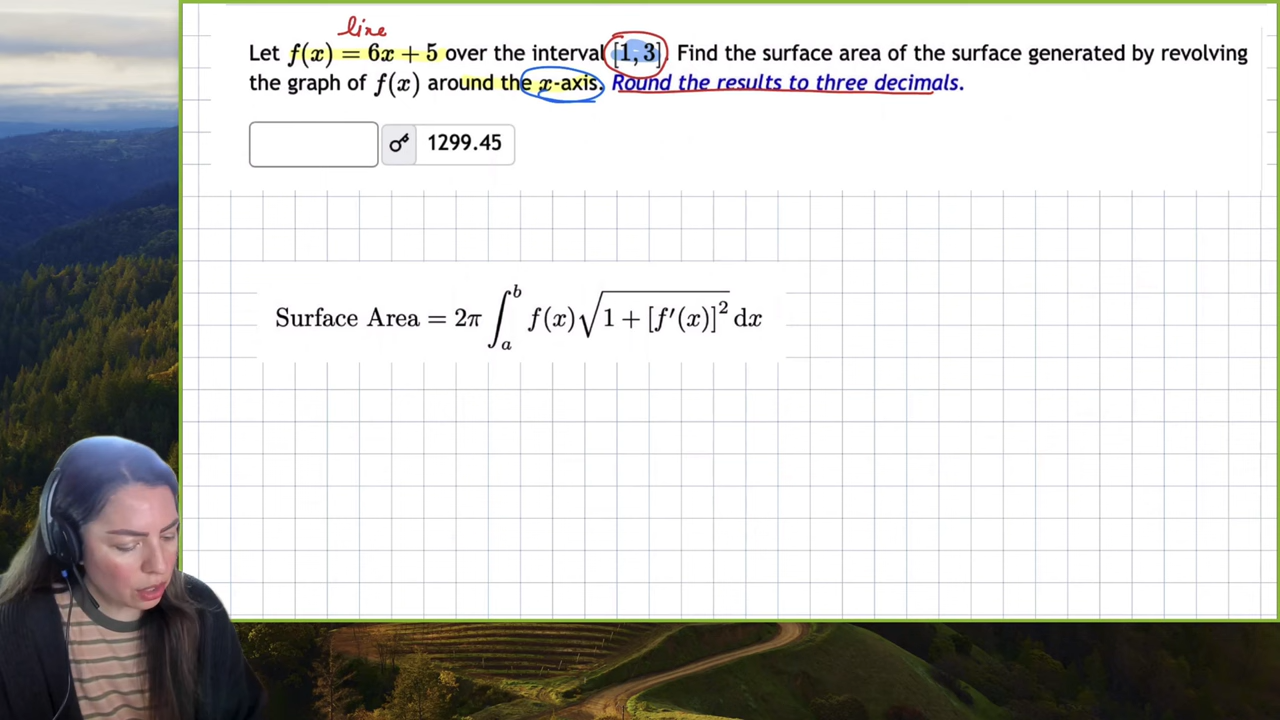 line
Let f(x) = 6x + 5 over the interval [1, 3]. Find the surface area of the surface generated by revolving
the graph of f(x) around the x-axis. Round the results to three decimals.
1299.45
Surface Area = 2π ∫_a^b f(x)√(1 + [f′(x)]²) dx